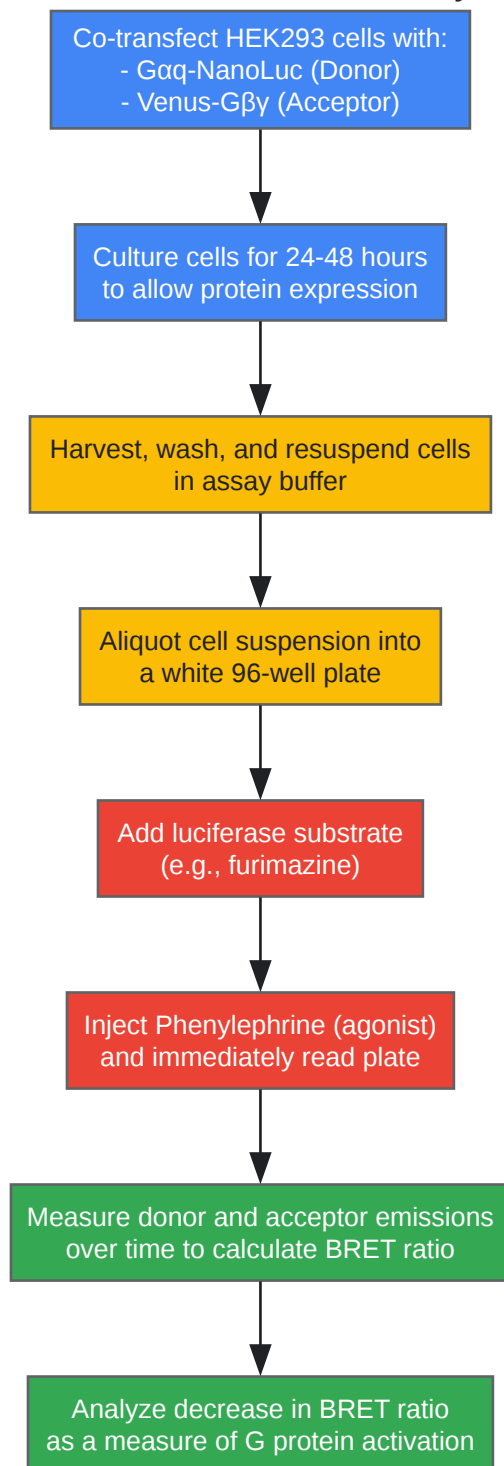 Co-transfect HEK293 cells with:
- Gαq-NanoLuc (Donor)
- Venus-Gβγ (Acceptor)
Culture cells for 24-48 hours
to allow protein expression
Harvest, wash, and resuspend cells
in assay buffer
Aliquot cell suspension into
a white 96-well plate
Add luciferase substrate
(e.g., furimazine)
Inject Phenylephrine (agonist)
and immediately read plate
Measure donor and acceptor emissions
over time to calculate BRET ratio
Analyze decrease in BRET ratio
as a measure of G protein activation